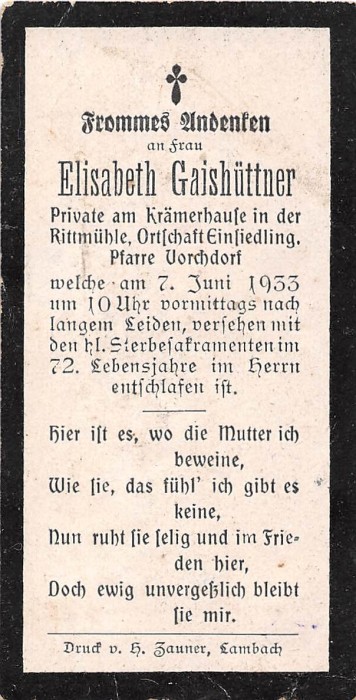 Frommes Andenken
an Frau
Elisabeth Gaishüttner
Private am Krämerhause in der
Rittmühle, Ortschaft Einsiedling.
Pfarre Vorchdorf
welche am 7. Juni 1933
um 10 Uhr vormittags nach
langem Leiden, versehen mit
den hl. Sterbesakramenten im
72. Lebensjahre im Herrn
entschlafen ist.
Hier ist es, wo die Mutter ich
beweine,
Wie sie, das fühl' ich gibt es
keine,
Nun ruht sie selig und im Frie-
den hier,
Doch ewig unvergeßlich bleibt
sie mir.
Druck v. H. Zauner, Lambach